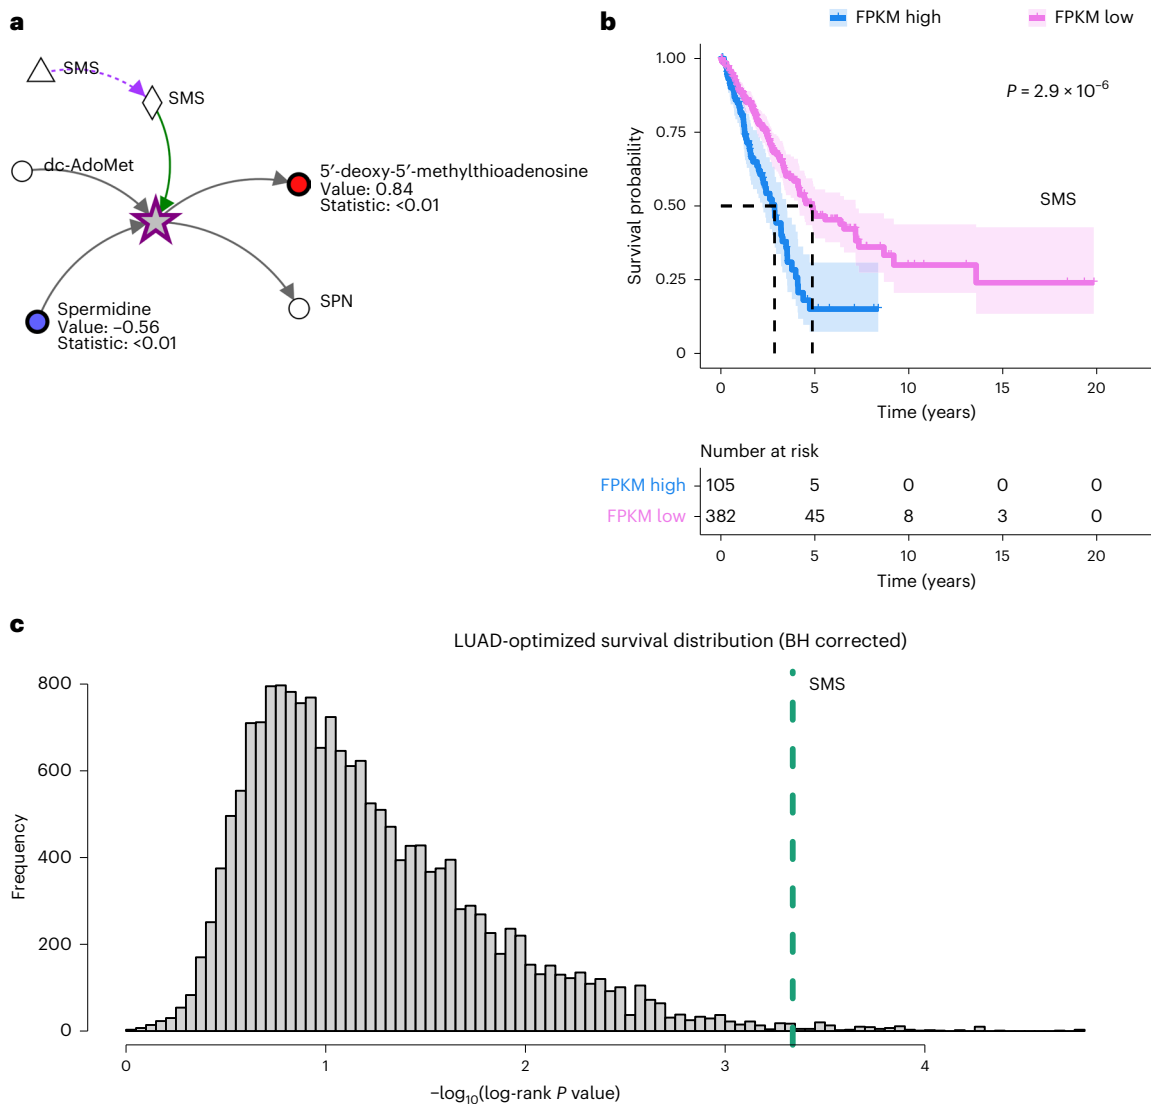 a
SMS
SMS
dc-AdoMet
5′-deoxy-5′-methylthioadenosine
Value: 0.84
Statistic: <0.01
Spermidine
Value: −0.56
Statistic: <0.01
SPN
b
FPKM high
FPKM low
P = 2.9 × 10⁻⁶
SMS
Survival probability
1.00
0.75
0.50
0.25
0
0 5 10 15 20
Time (years)
Number at risk
FPKM high 105 5 0 0 0
FPKM low 382 45 8 3 0
0 5 10 15 20
Time (years)
c
LUAD-optimized survival distribution (BH corrected)
SMS
Frequency
800
600
400
200
0
0 1 2 3 4
−log₁₀(log-rank P value)